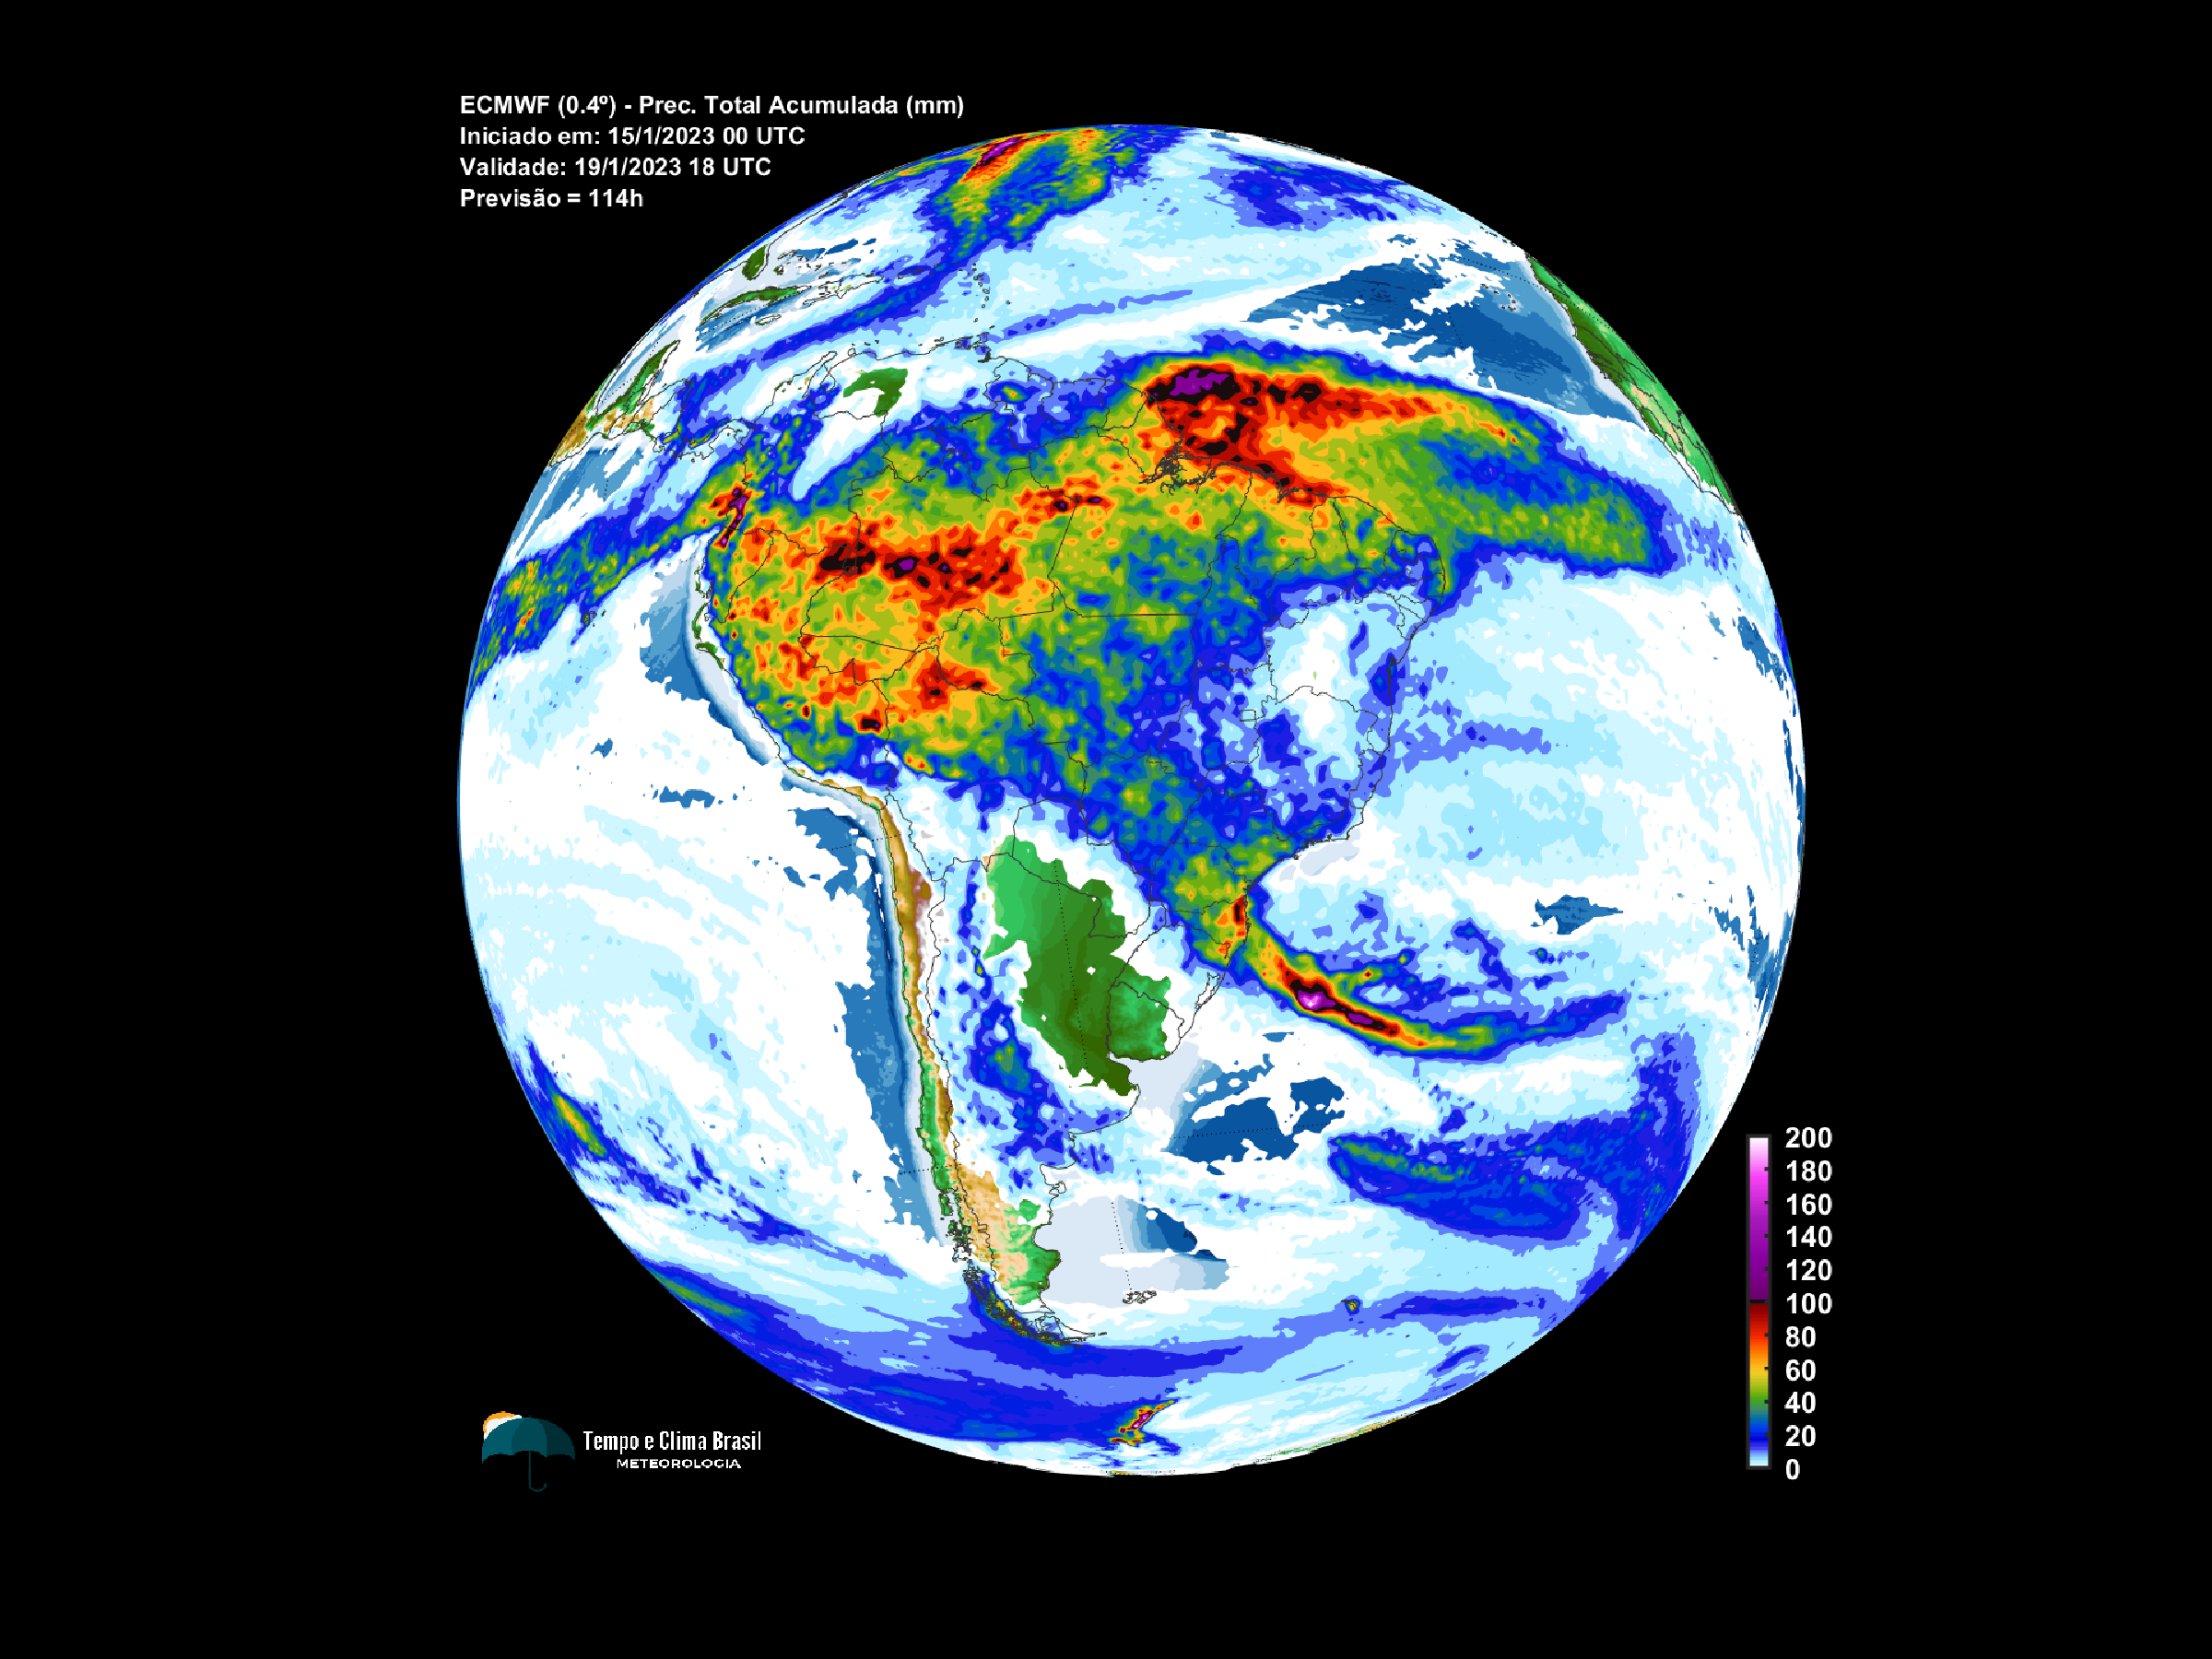 ECMWF (0.4º) - Prec. Total Acumulada (mm)
Iniciado em: 15/1/2023 00 UTC
Validade: 19/1/2023 18 UTC
Previsão = 114h
200
180
160
140
120
100
80
60
40
20
0
Tempo e Clima Brasil
METEOROLOGIA